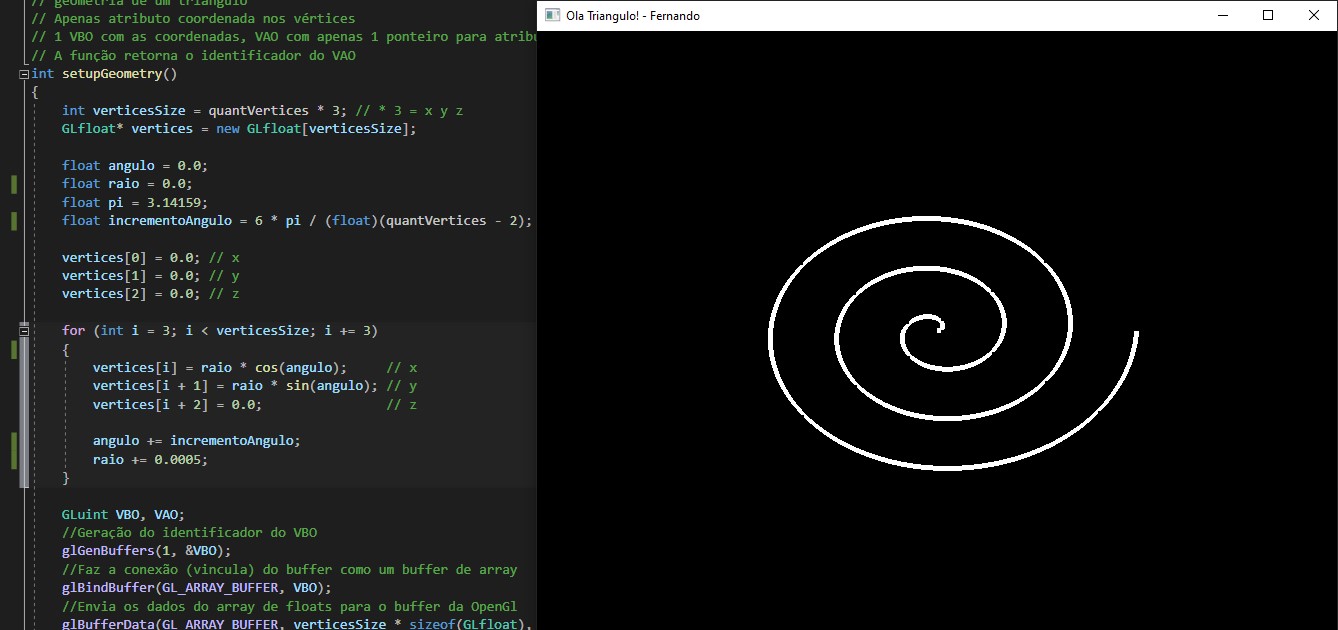 // geometria de um triangulo
// Apenas atributo coordenada nos vértices
// 1 VBO com as coordenadas, VAO com apenas 1 ponteiro para atribu
// A função retorna o identificador do VAO
int setupGeometry()
{
    int verticesSize = quantVertices * 3; // * 3 = x y z
    GLfloat* vertices = new GLfloat[verticesSize];
    float angulo = 0.0;
    float raio = 0.0;
    float pi = 3.14159;
    float incrementoAngulo = 6 * pi / (float)(quantVertices - 2);
    vertices[0] = 0.0; // x
    vertices[1] = 0.0; // y
    vertices[2] = 0.0; // z
    for (int i = 3; i < verticesSize; i += 3)
    {
        vertices[i] = raio * cos(angulo);     // x
        vertices[i + 1] = raio * sin(angulo); // y
        vertices[i + 2] = 0.0;                // z
        angulo += incrementoAngulo;
        raio += 0.0005;
    }
    GLuint VBO, VAO;
    //Geração do identificador do VBO
    glGenBuffers(1, &VBO);
    //Faz a conexão (vincula) do buffer como um buffer de array
    glBindBuffer(GL_ARRAY_BUFFER, VBO);
    //Envia os dados do array de floats para o buffer da OpenGl
    glBufferData(GL_ARRAY_BUFFER, verticesSize * sizeof(GLfloat),
Ola Triangulo! - Fernando